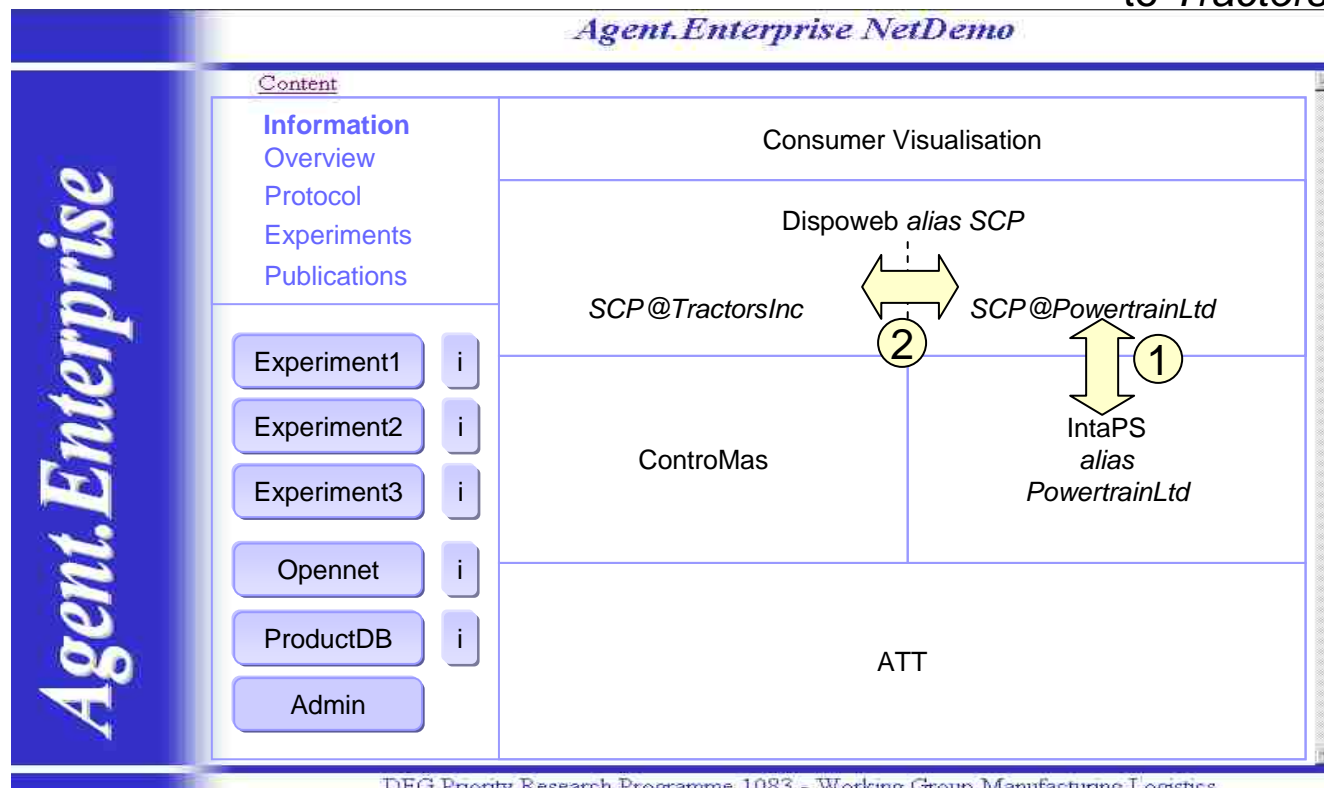 to Tractors
Agent.Enterprise NetDemo
Agent.Enterprise
Content
Information
Overview
Protocol
Experiments
Publications
Experiment1 i
Experiment2 i
Experiment3 i
Opennet i
ProductDB i
Admin
Consumer Visualisation
Dispoweb alias SCP
SCP@TractorsInc
SCP@PowertrainLtd
2
1
ControMas
IntaPS
alias
PowertrainLtd
ATT
DFG Priority Research Programme 1083 - Working Group Manufacturing Logistics